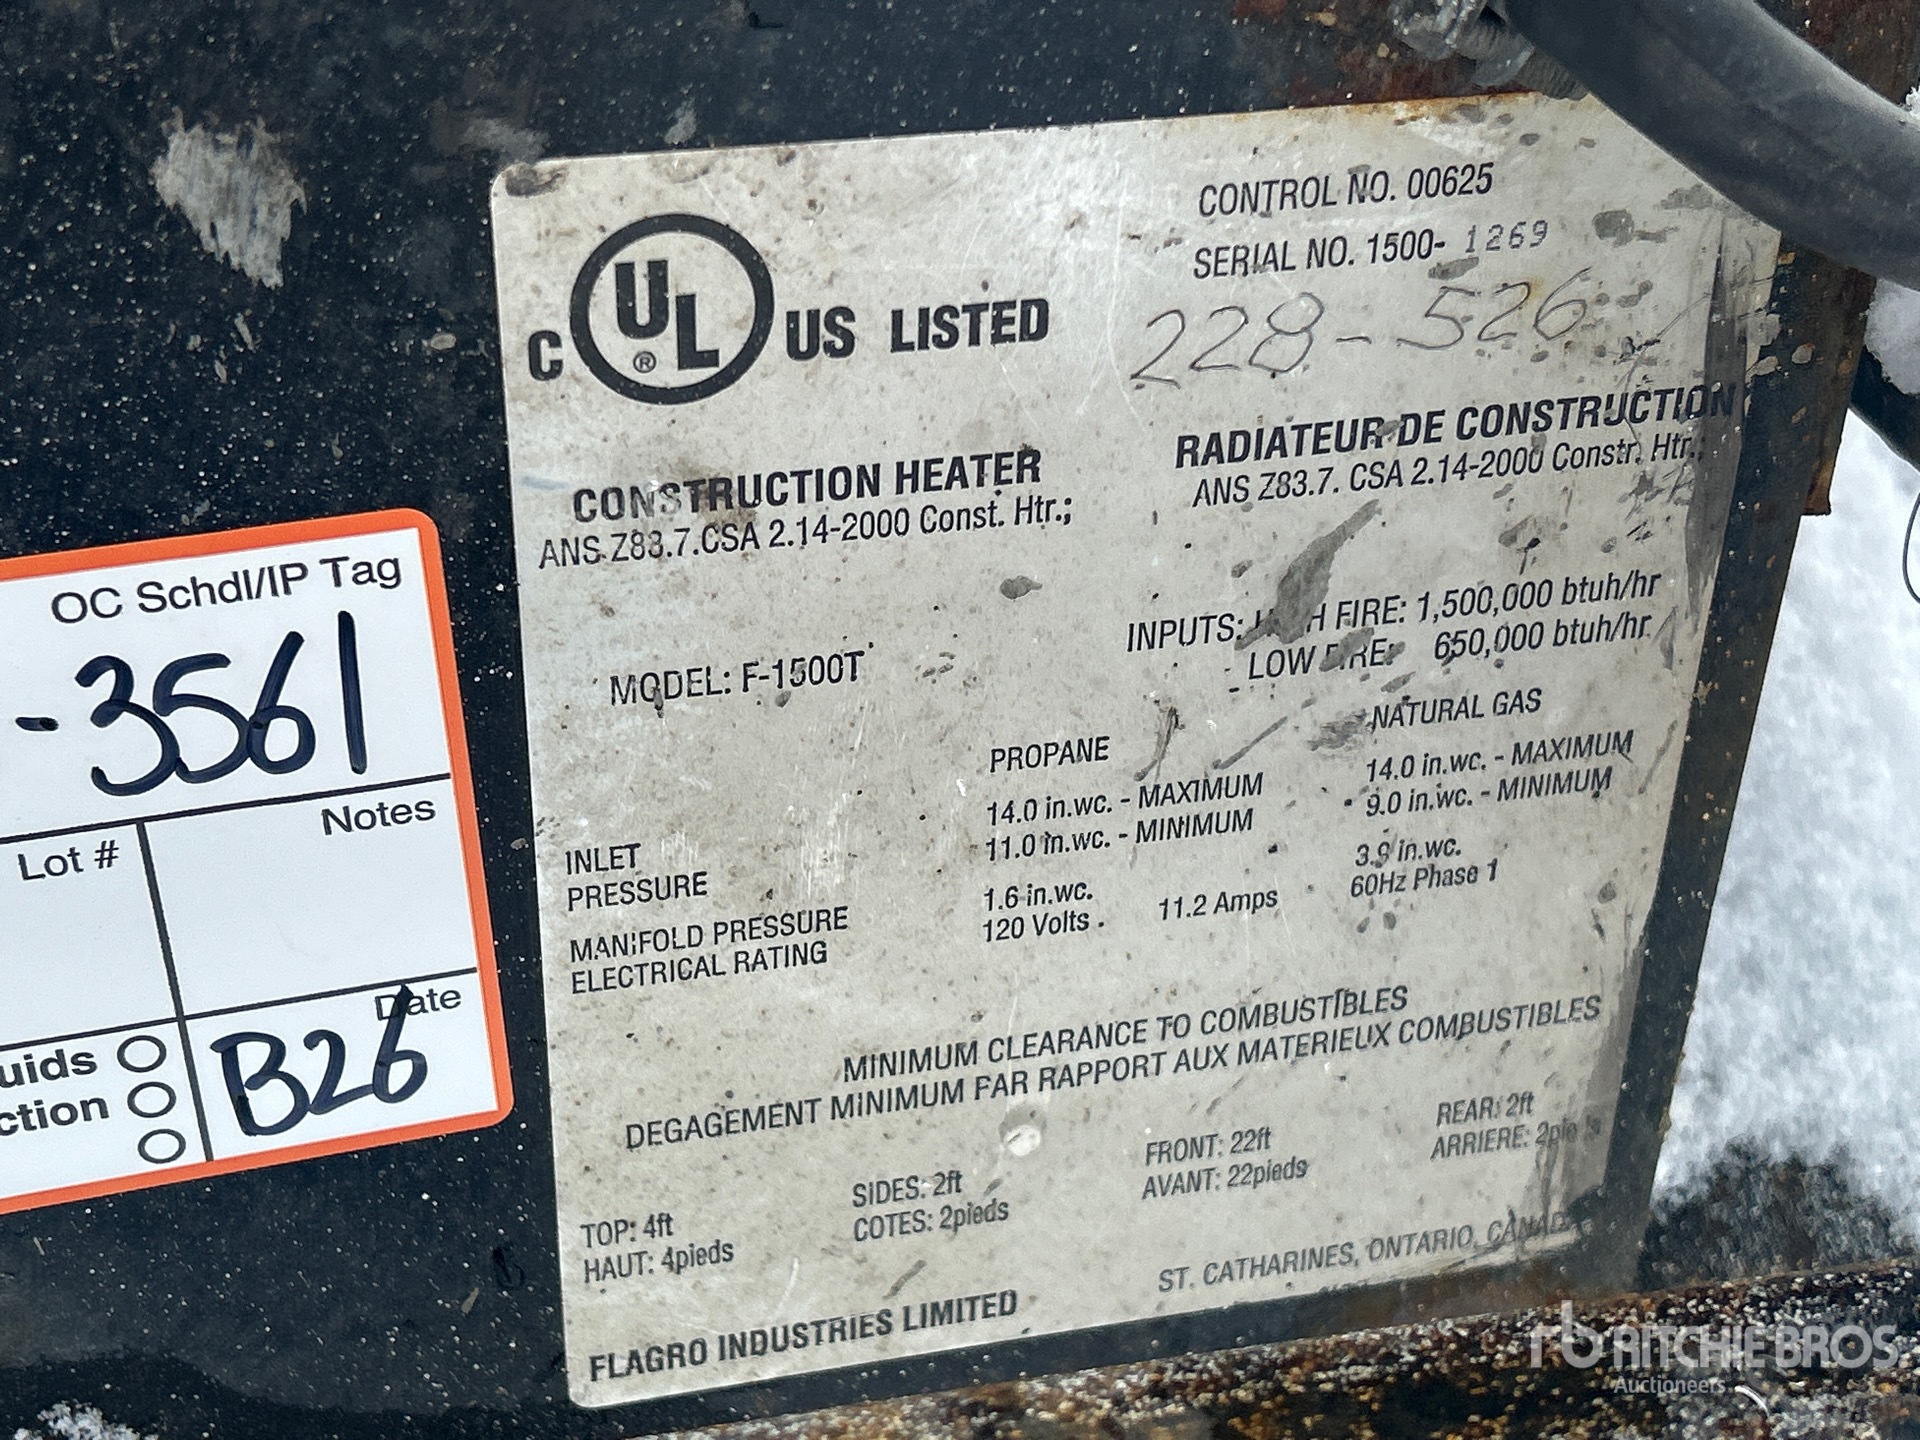 CONTROL NO. 00625
SERIAL NO. 1500- 1269
228-526
C UL ® US LISTED
CONSTRUCTION HEATER
ANS Z83.7.CSA 2.14-2000 Const. Htr.;
RADIATEUR DE CONSTRUCTION
ANS Z83.7. CSA 2.14-2000 Constr. Htr.;
MODEL: F-1500T
INPUTS: HIGH FIRE: 1,500,000 btuh/hr
LOW FIRE: 650,000 btuh/hr
PROPANE
NATURAL GAS
INLET
PRESSURE
14.0 in.wc. - MAXIMUM
11.0 in.wc. - MINIMUM
14.0 in.wc. - MAXIMUM
9.0 in.wc. - MINIMUM
MANIFOLD PRESSURE
1.6 in.wc.
3.9 in.wc.
ELECTRICAL RATING
120 Volts
11.2 Amps
60Hz Phase 1
MINIMUM CLEARANCE TO COMBUSTIBLES
DEGAGEMENT MINIMUM PAR RAPPORT AUX MATERIEUX COMBUSTIBLES
TOP: 4ft
HAUT: 4pieds
SIDES: 2ft
COTES: 2pieds
FRONT: 22ft
AVANT: 22pieds
REAR: 2ft
ARRIERE: 2pieds
FLAGRO INDUSTRIES LIMITED
ST. CATHARINES, ONTARIO, CANADA
OC Schdl/IP Tag
-3561
Lot #
Notes
Date
B26
uids
ction
rb RITCHIE BROS
Auctioneers